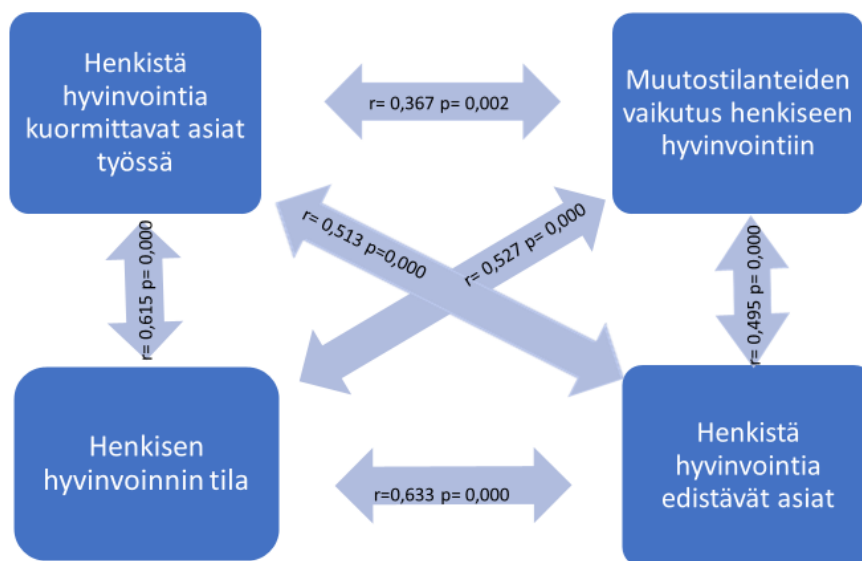 Henkistä
hyvinvointia
kuormittavat asiat
työssä
r= 0,367 p= 0,002
Muutostilanteiden
vaikutus henkiseen
hyvinvointiin
r= 0,615 p= 0,000
r= 0,513 p=0,000
r= 0,527 p= 0,000
r= 0,495 p= 0,000
Henkisen
hyvinvoinnin tila
r=0,633 p= 0,000
Henkistä
hyvinvointia
edistävät asiat